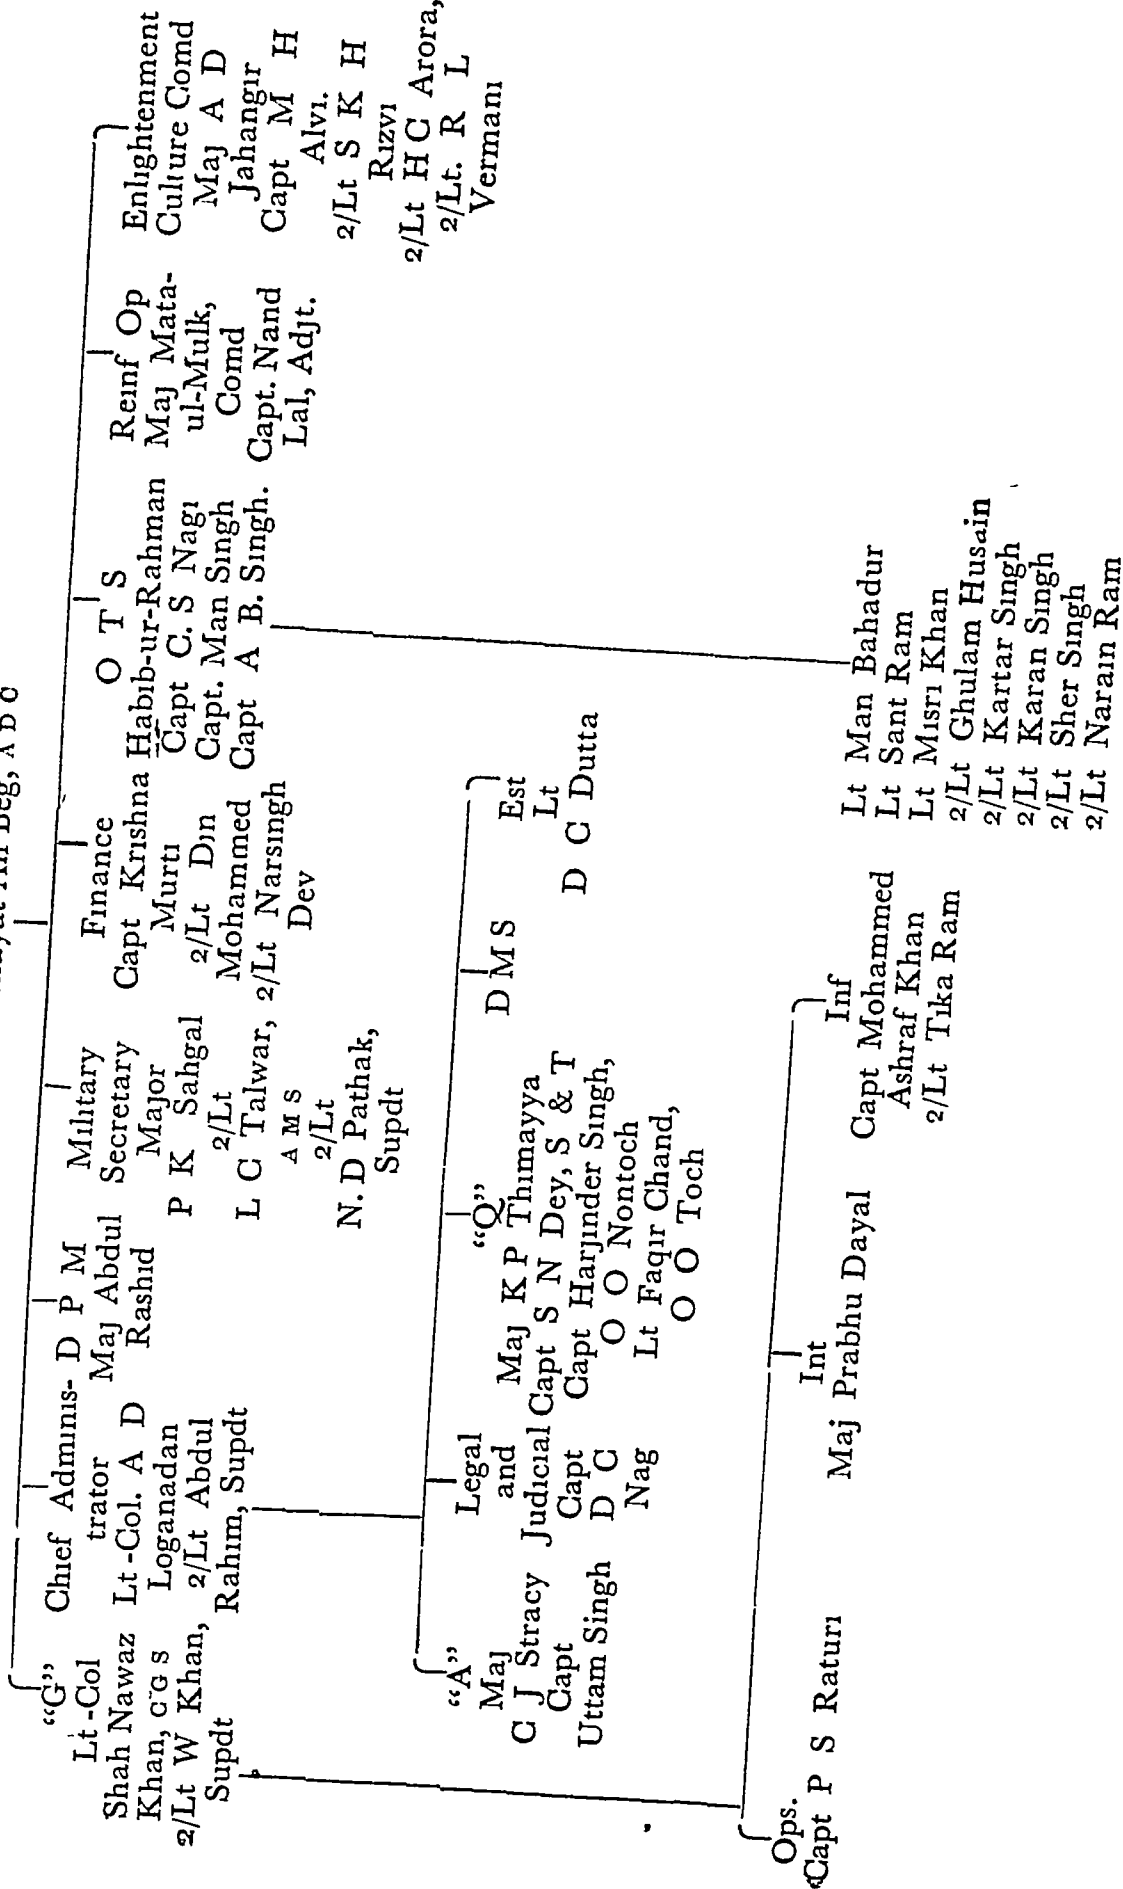 Beg, A D C
"G"
Lt -Col
Shah Nawaz
Khan, C G S
2/Lt W Khan,
Supdt
Chief Adminis-
trator
Lt -Col. A D
Loganadan
2/Lt Abdul
Rahim, Supdt
D P M
Maj Abdul
Rashid
Military
Secretary
Major
P K Sahgal
2/Lt
L C Talwar,
A M S
2/Lt
N. D Pathak,
Supdt
Finance
Capt Krishna
Murti
2/Lt Din
Mohammed
2/Lt Narsingh
Dev
O T S
Habib-ur-Rahman
Capt C. S Nagi
Capt. Man Singh
Capt A B. Singh.
Reinf Op
Maj Mata-
ul-Mulk,
Comd
Capt. Nand
Lal, Adjt.
Enlightenment
Culture Comd
Maj A D
Jahangir
Capt M H
Alvi.
2/Lt S K H
Rizvi
2/Lt H C Arora,
2/Lt. R L
Vermani
"A"
Maj
C J Stracy
Capt
Uttam Singh
Legal
and
Judicial
Capt
D C
Nag
"Q"
Maj K P Thimayya
Capt S N Dey, S & T
Capt Harjinder Singh,
O O Nontoch
Lt Faqir Chand,
O O Toch
D M S
Est
Lt
D C Dutta
Ops.
Capt P S Raturi
Int
Maj Prabhu Dayal
Inf
Capt Mohammed
Ashraf Khan
2/Lt Tika Ram
Lt Man Bahadur
Lt Sant Ram
Lt Misri Khan
2/Lt Ghulam Husain
2/Lt Kartar Singh
2/Lt Karan Singh
2/Lt Sher Singh
2/Lt Narain Ram